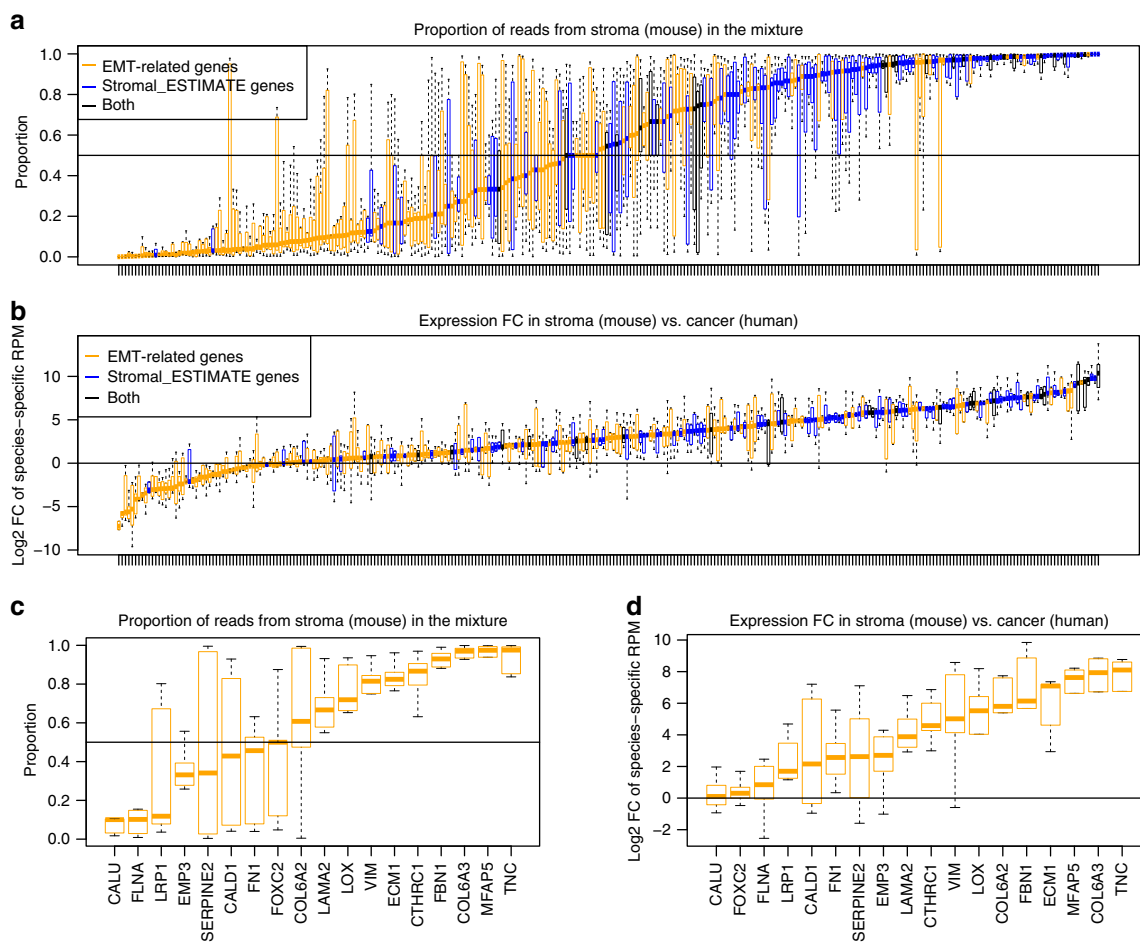 a
Proportion of reads from stroma (mouse) in the mixture
EMT-related genes
Stromal_ESTIMATE genes
Both
Proportion
1.0
0.8
0.6
0.4
0.2
0.0
b
Expression FC in stroma (mouse) vs. cancer (human)
EMT-related genes
Stromal_ESTIMATE genes
Both
Log2 FC of species-specific RPM
10
5
0
−5
−10
c
Proportion of reads from stroma (mouse) in the mixture
Proportion
1.0
0.8
0.6
0.4
0.2
0.0
CALU
FLNA
LRP1
EMP3
SERPINE2
CALD1
FN1
FOXC2
COL6A2
LAMA2
LOX
VIM
ECM1
CTHRC1
FBN1
COL6A3
MFAP5
TNC
d
Expression FC in stroma (mouse) vs. cancer (human)
Log2 FC of species-specific RPM
10
8
6
4
2
0
−2
CALU
FOXC2
FLNA
LRP1
CALD1
FN1
SERPINE2
EMP3
LAMA2
CTHRC1
VIM
LOX
COL6A2
FBN1
ECM1
MFAP5
COL6A3
TNC